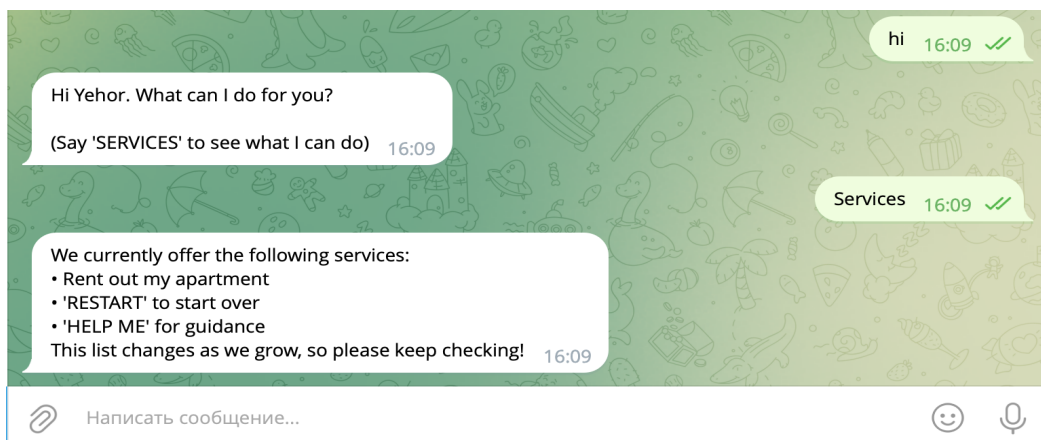 hi 16:09
Hi Yehor. What can I do for you?
(Say 'SERVICES' to see what I can do) 16:09
Services 16:09
We currently offer the following services:
• Rent out my apartment
• 'RESTART' to start over
• 'HELP ME' for guidance
This list changes as we grow, so please keep checking! 16:09
Написать сообщение...